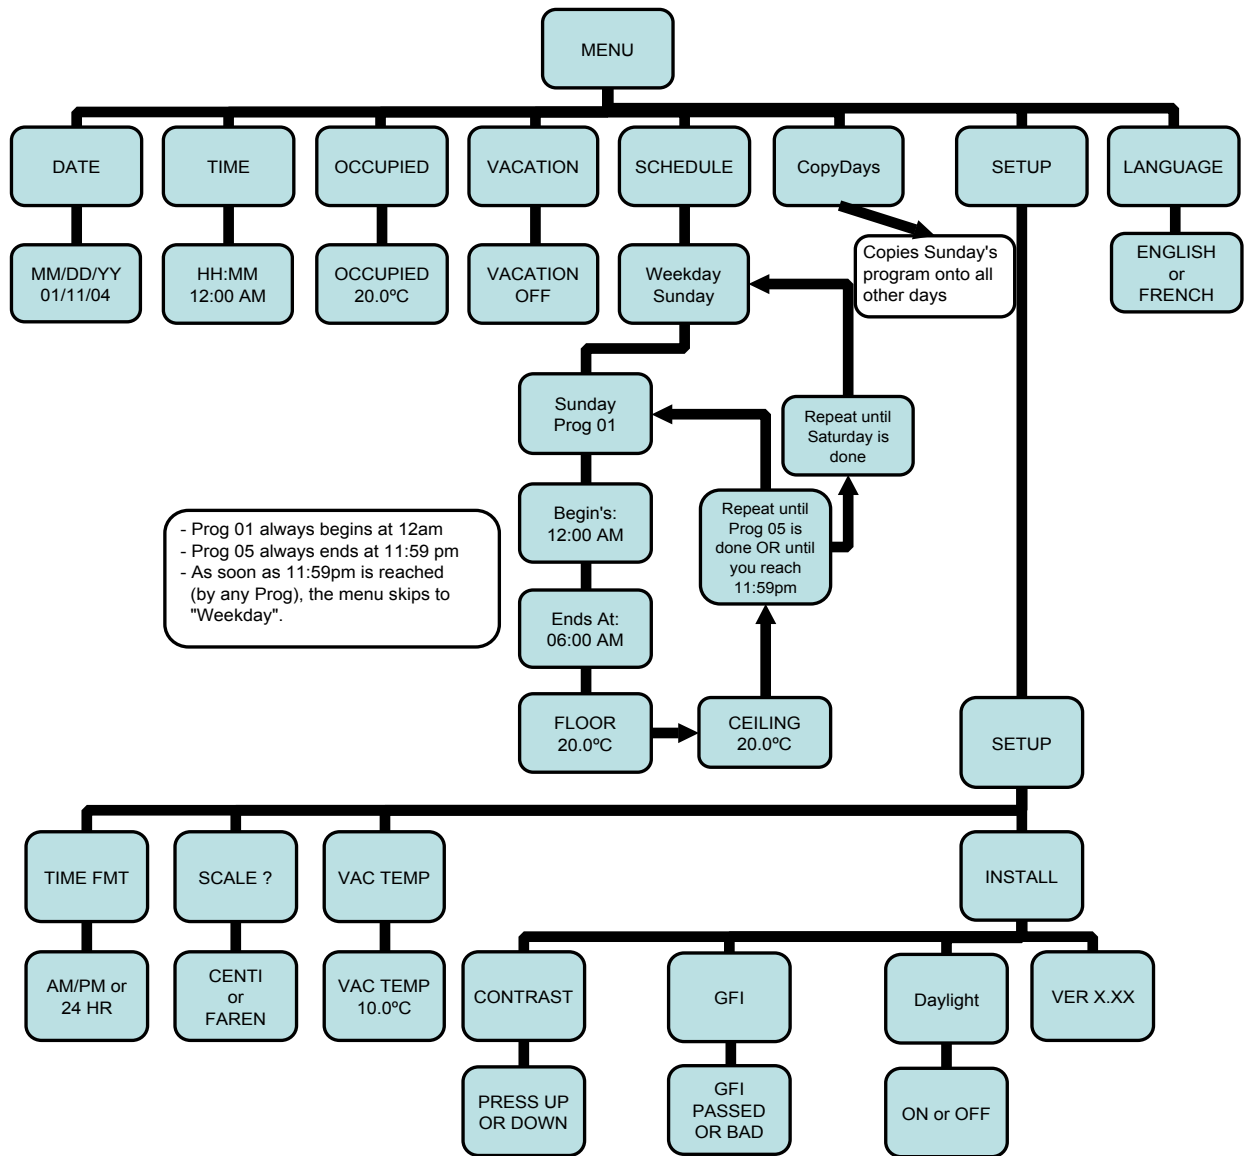 MENU
DATE
TIME
OCCUPIED
VACATION
SCHEDULE
CopyDays
SETUP
LANGUAGE
MM/DD/YY
01/11/04
HH:MM
12:00 AM
OCCUPIED
20.0ºC
VACATION
OFF
Weekday
Sunday
Copies Sunday's
program onto all
other days
ENGLISH
or
FRENCH
Sunday
Prog 01
Repeat until
Saturday is
done
- Prog 01 always begins at 12am
- Prog 05 always ends at 11:59 pm
- As soon as 11:59pm is reached
(by any Prog), the menu skips to
"Weekday".
Begin's:
12:00 AM
Repeat until
Prog 05 is
done OR until
you reach
11:59pm
Ends At:
06:00 AM
FLOOR
20.0ºC
CEILING
20.0ºC
SETUP
TIME FMT
SCALE ?
VAC TEMP
INSTALL
AM/PM or
24 HR
CENTI
or
FAREN
VAC TEMP
10.0ºC
CONTRAST
GFI
Daylight
VER X.XX
PRESS UP
OR DOWN
GFI
PASSED
OR BAD
ON or OFF